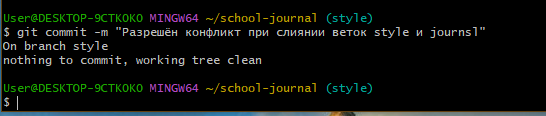 User@DESKTOP-9CTKOKO MINGW64 ~/school-journal (style)
$ git commit -m "Разрешён конфликт при слиянии веток style и journsl"
On branch style
nothing to commit, working tree clean
User@DESKTOP-9CTKOKO MINGW64 ~/school-journal (style)
$